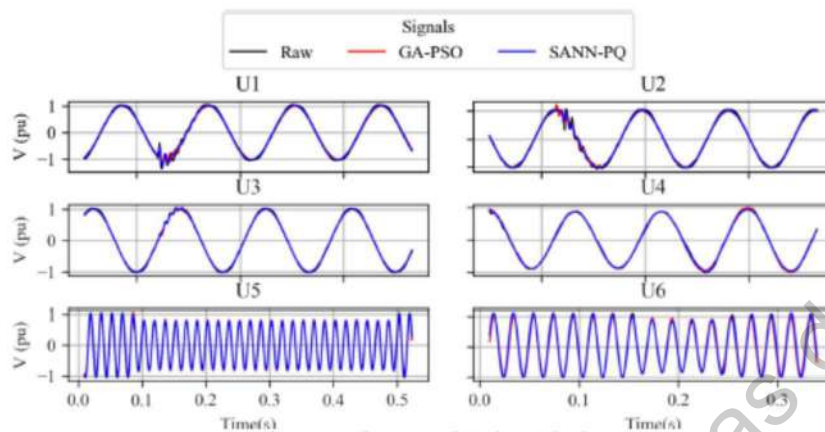 Signals
Raw GA-PSO SANN-PQ
U1 U2
V (pu) 1 0 −1
U3 U4
V (pu) 1 0 −1
U5 U6
V (pu) 1 0 −1
0.0 0.1 0.2 0.3 0.4 0.5 0.0 0.1 0.2 0.3
Time(s) Time(s)